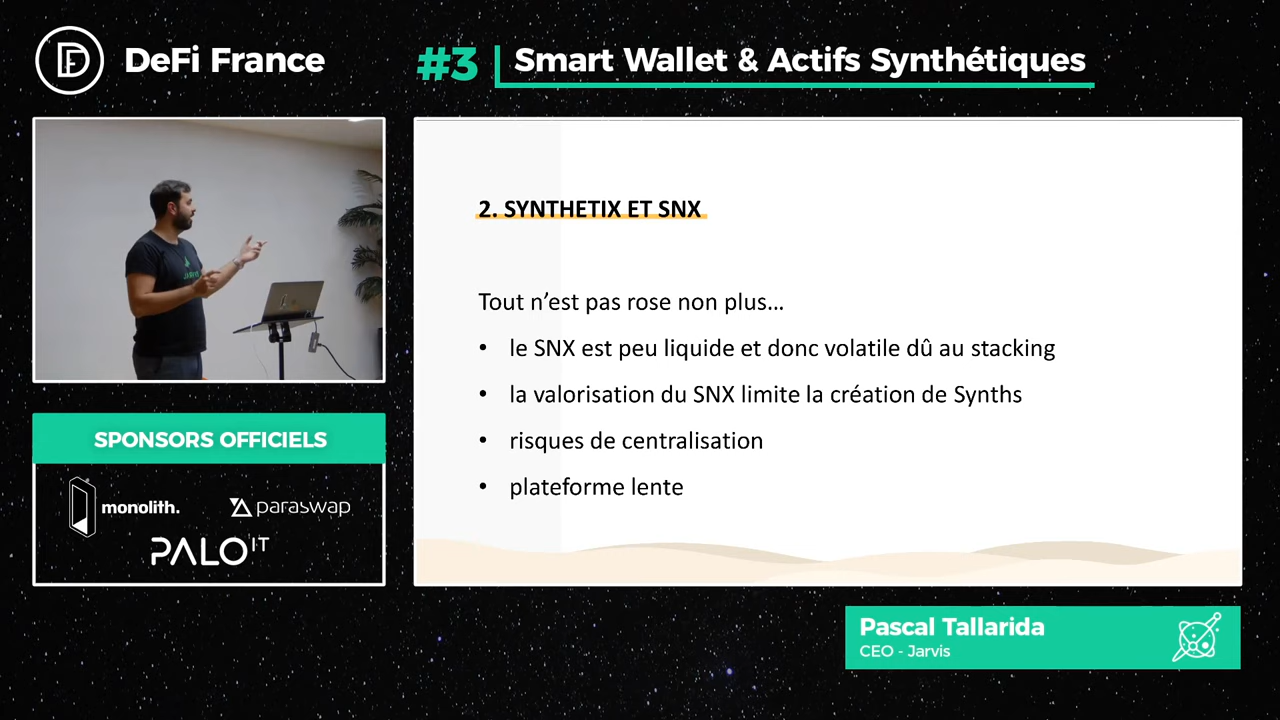 DeFi France
#3
Smart Wallet & Actifs Synthétiques
2. SYNTHETIX ET SNX
Tout n’est pas rose non plus…
• le SNX est peu liquide et donc volatile dû au stacking
• la valorisation du SNX limite la création de Synths
• risques de centralisation
• plateforme lente
JARVIS
SPONSORS OFFICIELS
monolith.
paraswap
PALO IT
Pascal Tallarida
CEO - Jarvis